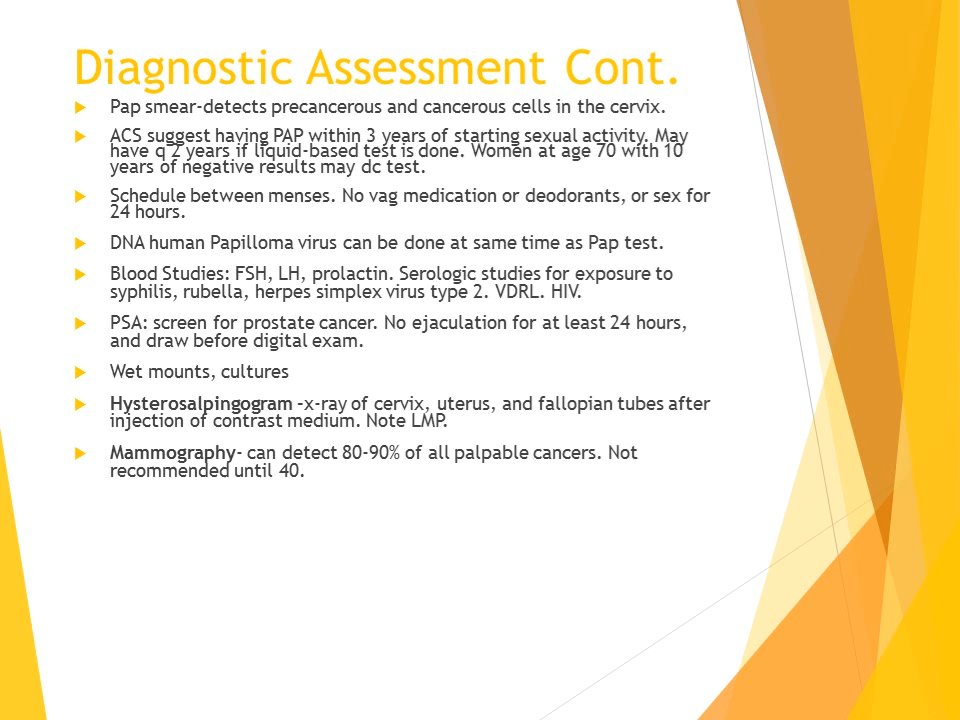 Diagnostic Assessment Cont.
Pap smear-detects precancerous and cancerous cells in the cervix.
ACS suggest having PAP within 3 years of starting sexual activity. May
have q 2 years if liquid-based test is done. Women at age 70 with 10
years of negative results may dc test.
Schedule between menses. No vag medication or deodorants, or sex for
24 hours.
DNA human Papilloma virus can be done at same time as Pap test.
Blood Studies: FSH, LH, prolactin. Serologic studies for exposure to
syphilis, rubella, herpes simplex virus type 2. VDRL. HIV.
PSA: screen for prostate cancer. No ejaculation for at least 24 hours,
and draw before digital exam.
Wet mounts, cultures
Hysterosalpingogram –x-ray of cervix, uterus, and fallopian tubes after
injection of contrast medium. Note LMP.
Mammography- can detect 80-90% of all palpable cancers. Not
recommended until 40.